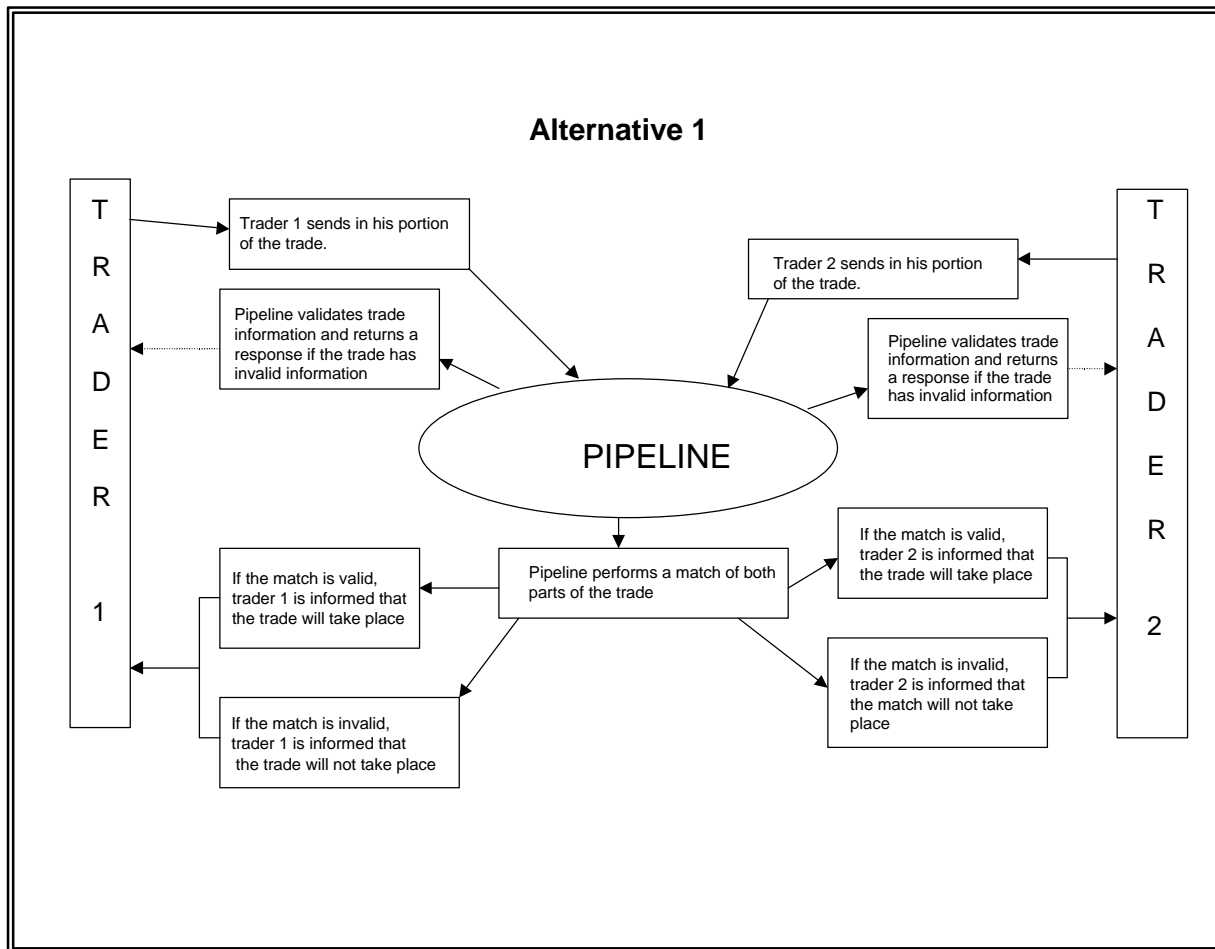 Alternative 1
T
R
A
D
E
R
1
Trader 1 sends in his portion
of the trade.
Pipeline validates trade
information and returns a
response if the trade has
invalid information
Trader 2 sends in his portion
of the trade.
Pipeline validates trade
information and returns
a response if the trade
has invalid information
T
R
A
D
E
R
2
PIPELINE
Pipeline performs a match of both
parts of the trade
If the match is valid,
trader 1 is informed that
the trade will take place
If the match is invalid,
trader 1 is informed that
the trade will not take place
If the match is valid,
trader 2 is informed that
the trade will take place
If the match is invalid,
trader 2 is informed that
the match will not take
place